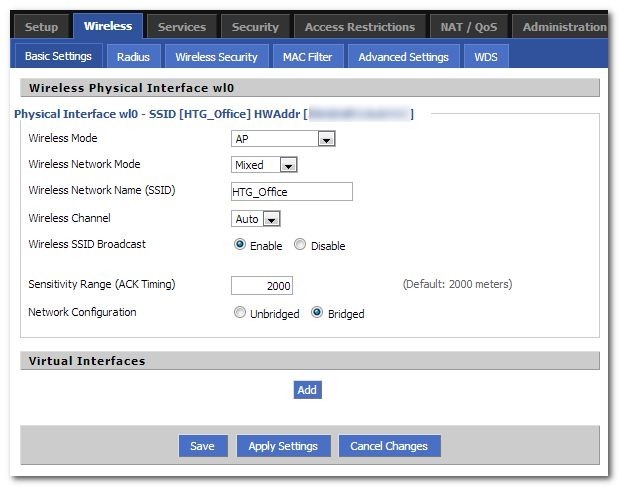 Setup Wireless Services Security Access Restrictions NAT / QoS Administration
Basic Settings Radius Wireless Security MAC Filter Advanced Settings WDS
Wireless Physical Interface wl0
Physical Interface wl0 - SSID [HTG_Office] HWAddr [ ]
Wireless Mode AP
Wireless Network Mode Mixed
Wireless Network Name (SSID) HTG_Office
Wireless Channel Auto
Wireless SSID Broadcast Enable Disable
Sensitivity Range (ACK Timing) 2000 (Default: 2000 meters)
Network Configuration Unbridged Bridged
Virtual Interfaces
Add
Save Apply Settings Cancel Changes